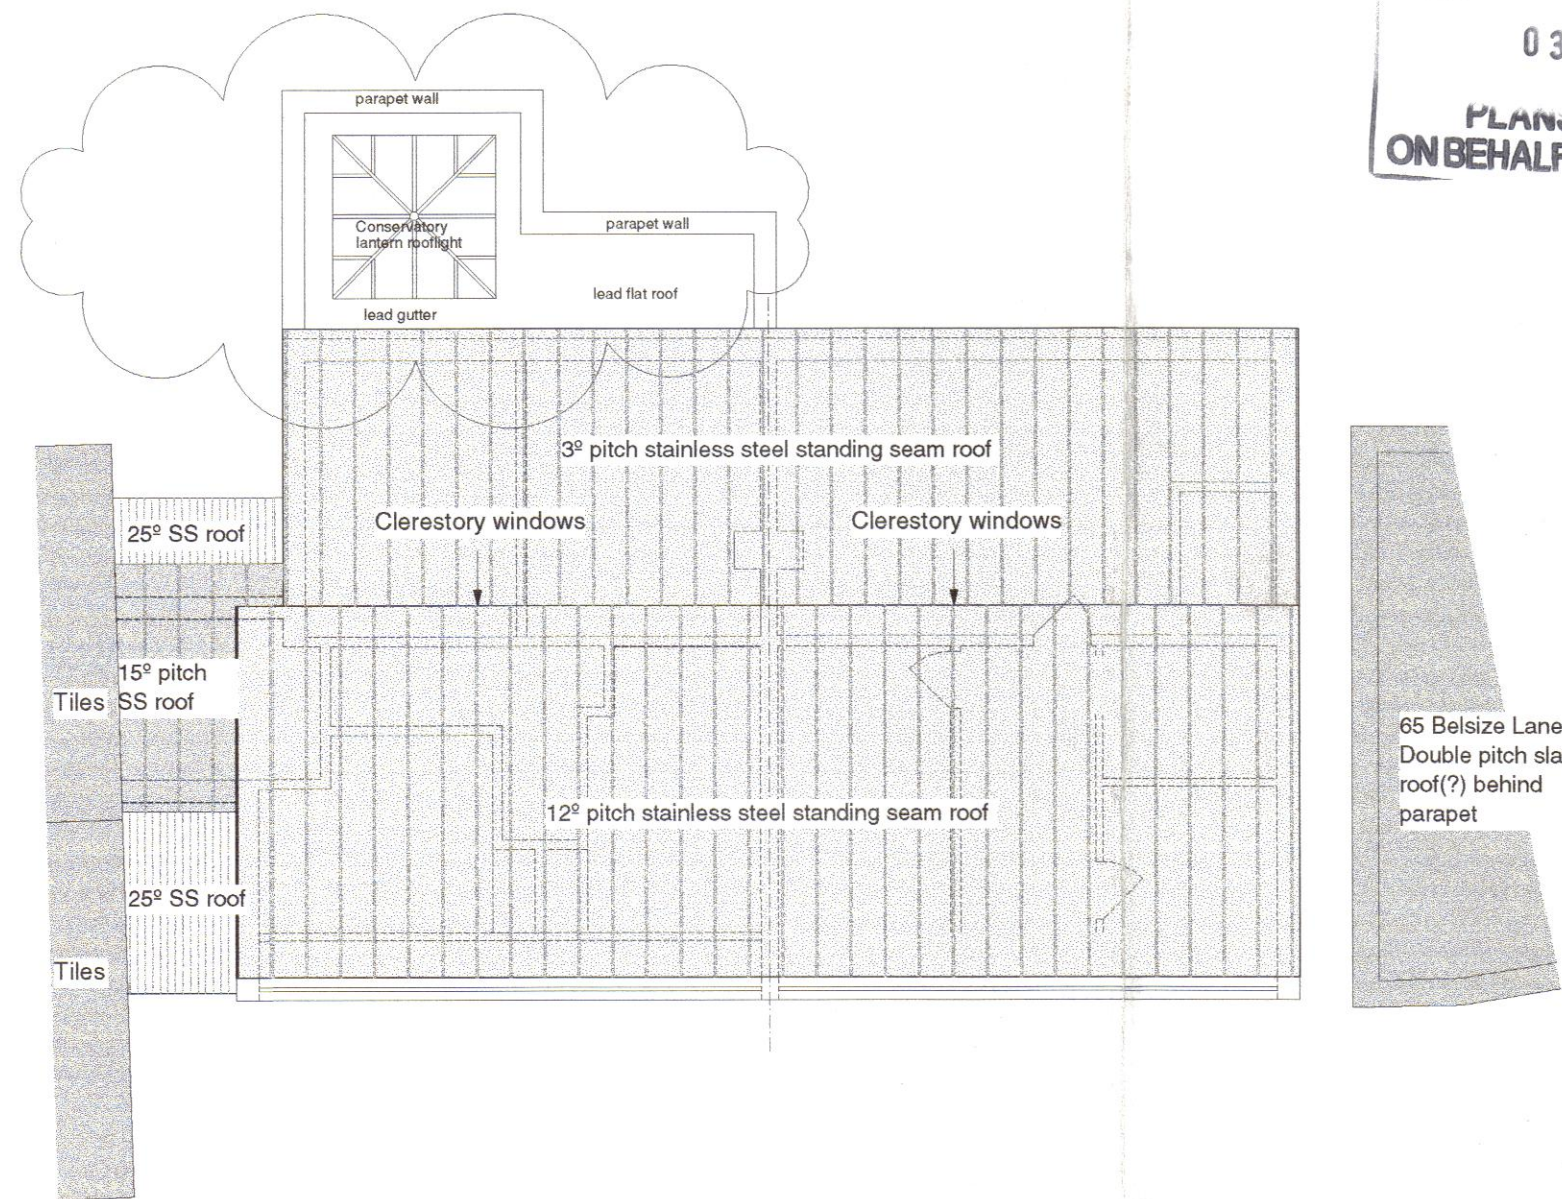 0 3
PLANS
ON BEHALF
parapet wall
Conservatory
lantern rooflight
parapet wall
lead flat roof
lead gutter
3º pitch stainless steel standing seam roof
Clerestory windows
Clerestory windows
25º SS roof
15º pitch
SS roof
Tiles
12º pitch stainless steel standing seam roof
25º SS roof
Tiles
65 Belsize Lane
Double pitch sla
roof(?) behind
parapet